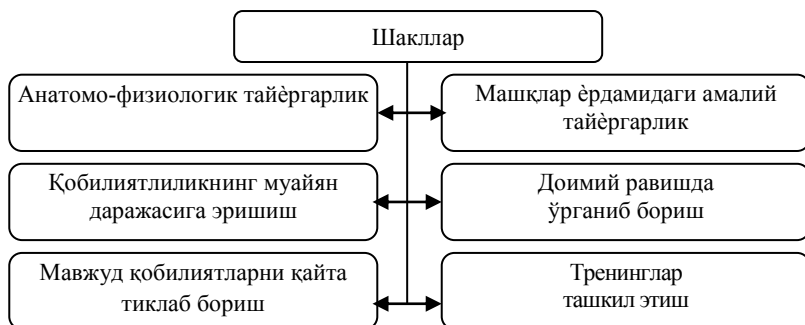 Шакллар
Анатомо-физиологик тайѐргарлик
Машқлар ѐрдамидаги амалий
тайѐргарлик
Қобилиятлиликнинг муайян
даражасига эришиш
Доимий равишда
ўрганиб бориш
Мавжуд қобилиятларни қайта
тиклаб бориш
Тренинглар
ташкил этиш